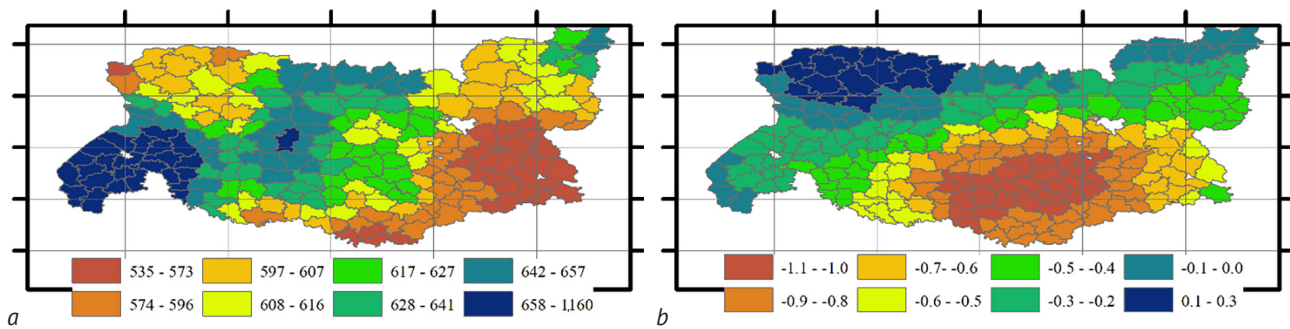 535 - 573 597 - 607 617 - 627 642 - 657
574 - 596 608 - 616 628 - 641 658 - 1,160
a
-1.1 - -1.0 -0.7 - -0.6 -0.5 - -0.4 -0.1 - 0.0
-0.9 - -0.8 -0.6 - -0.5 -0.3 - -0.2 0.1 - 0.3
b